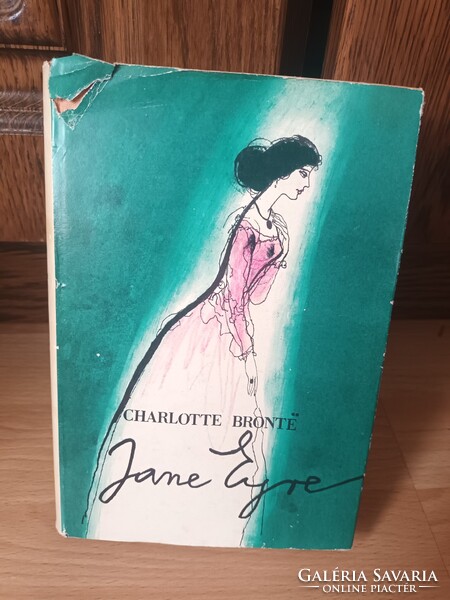 CHARLOTTE BRONTË
Jane Eyre
GALÉRIA SAVARIA
ONLINE PIACTÉR